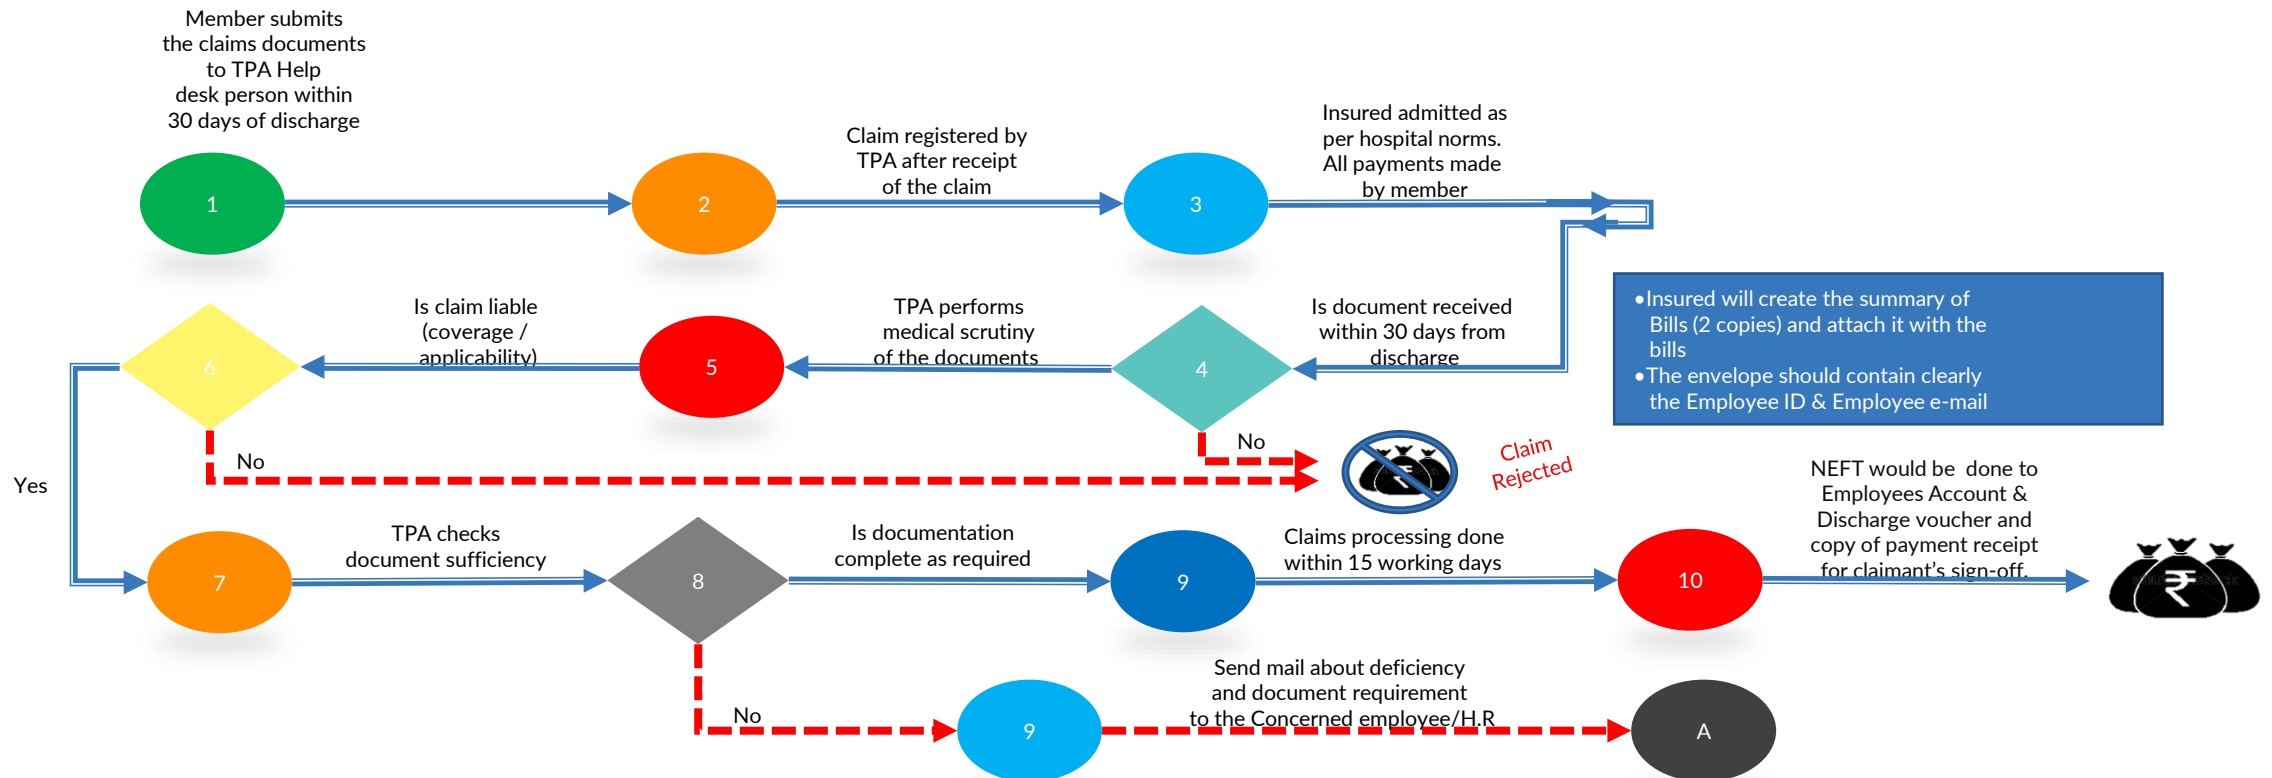 Member submits
the claims documents
to TPA Help
desk person within
30 days of discharge
Claim registered by
TPA after receipt
of the claim
Insured admitted as
per hospital norms.
All payments made
by member
1
2
3
Is claim liable
(coverage /
applicability)
TPA performs
medical scrutiny
of the documents
Is document received
within 30 days from
discharge
•Insured will create the summary of
Bills (2 copies) and attach it with the
bills
•The envelope should contain clearly
the Employee ID & Employee e-mail
6
5
4
No
No
Claim
Rejected
Yes
TPA checks
document sufficiency
Is documentation
complete as required
Claims processing done
within 15 working days
NEFT would be done to
Employees Account &
Discharge voucher and
copy of payment receipt
for claimant's sign-off.
7
8
9
10
₹
No
Send mail about deficiency
and document requirement
to the Concerned employee/H.R
9
A